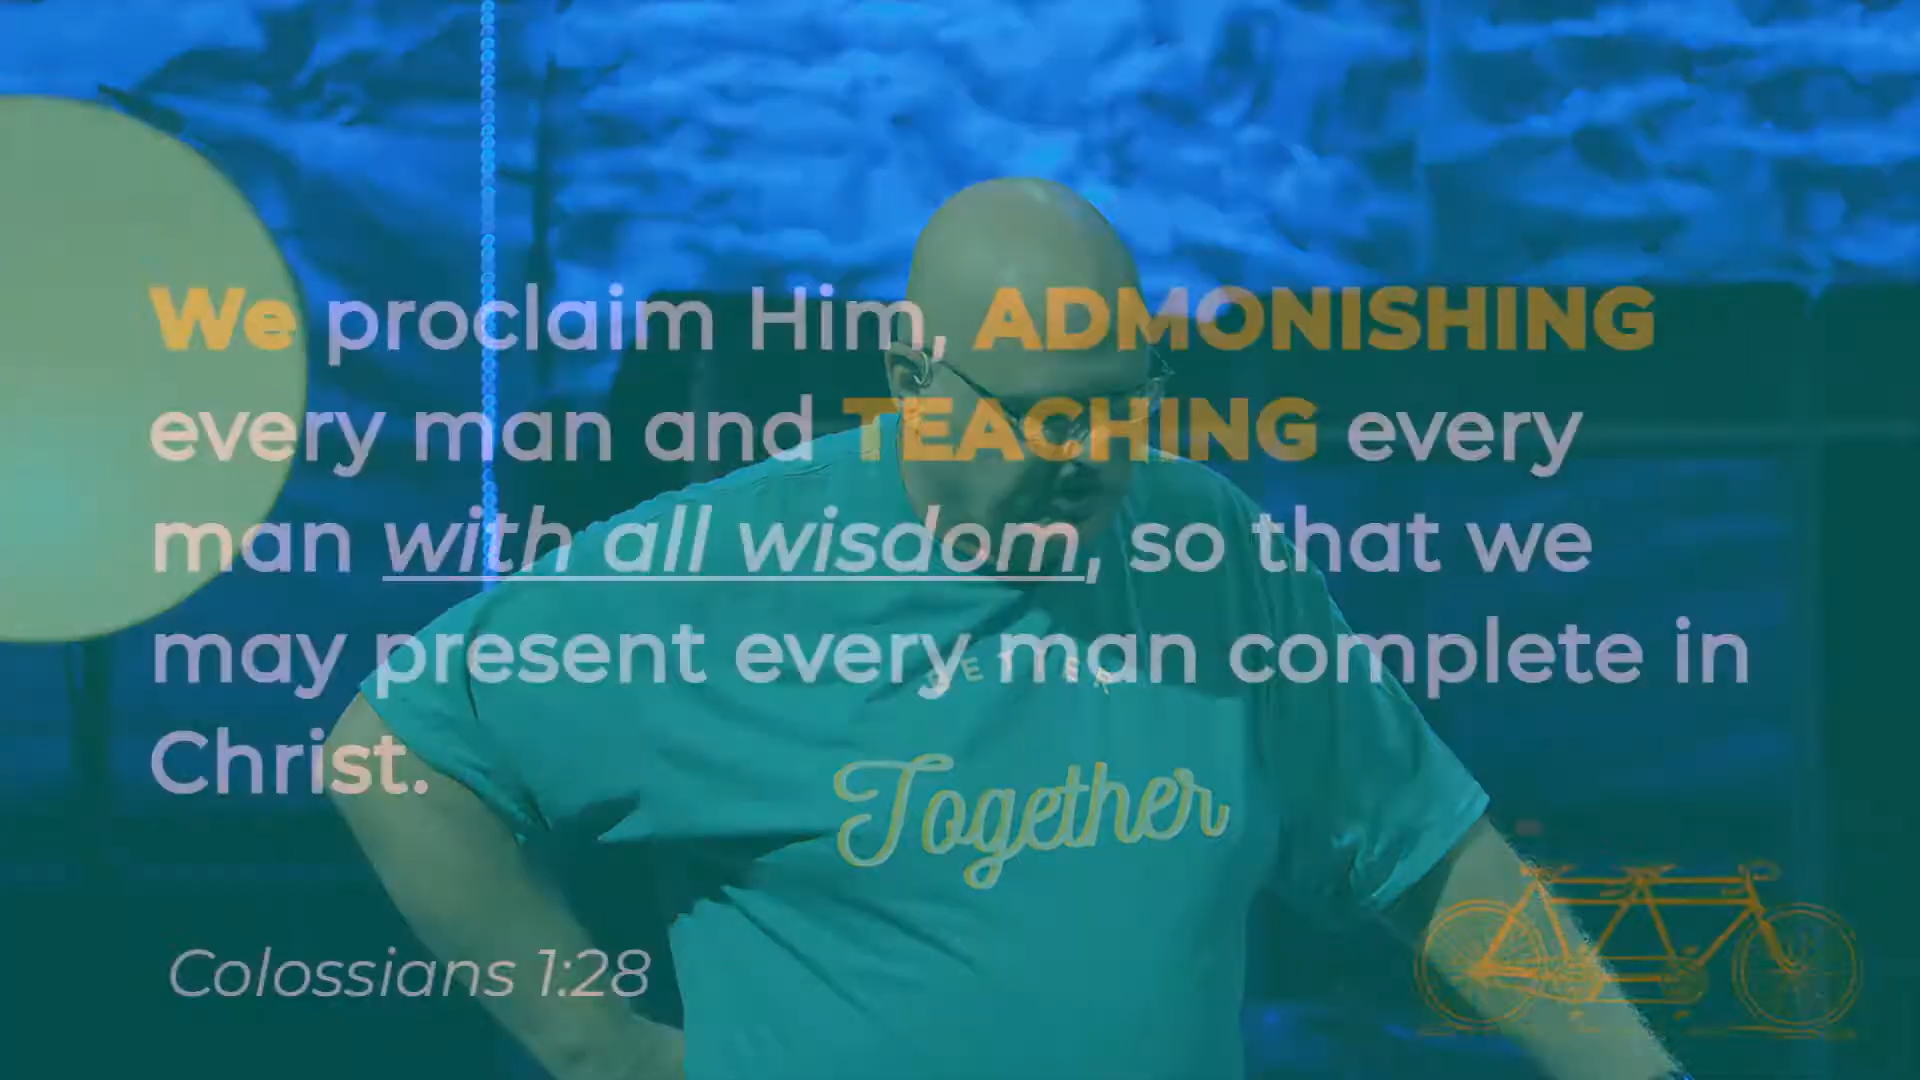 We proclaim Him, ADMONISHING
every man and TEACHING every
man with all wisdom, so that we
may present every man complete in
Christ.
BETTER
Together
Colossians 1:28